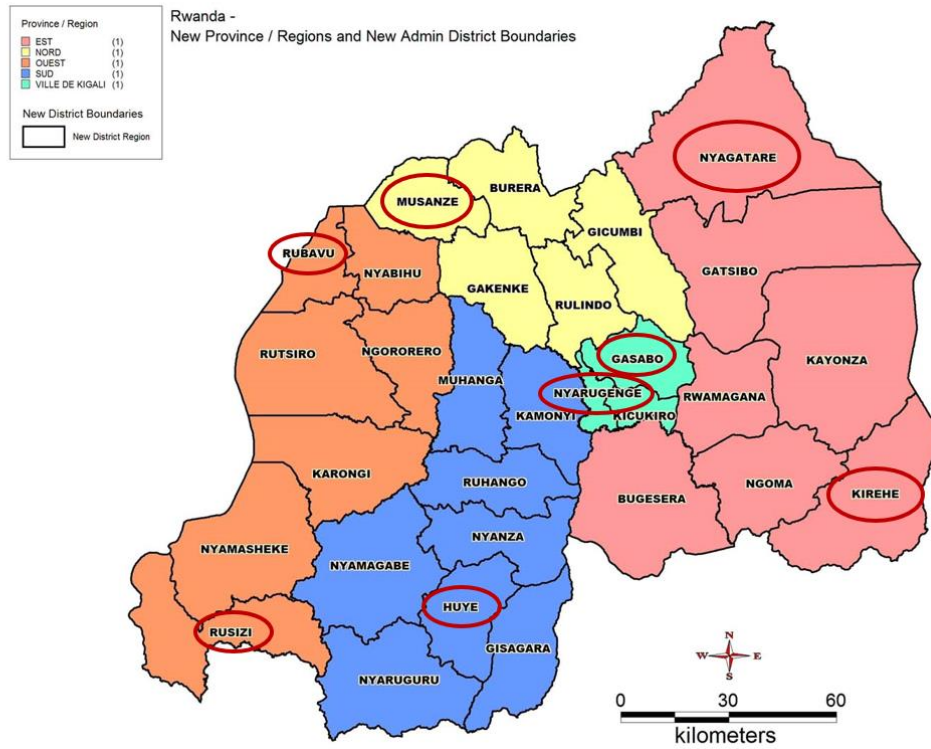 Rwanda -
New Province / Regions and New Admin District Boundaries
Province / Region
EST (1)
NORD (1)
OUEST (1)
SUD (1)
VILLE DE KIGALI (1)
New District Boundaries
New District Region
NYAGATARE
BURERA
MUSANZE
GICUMBI
RUBAVU
NYABIHU
GATSIBO
GAKENKE
RULINDO
RUTSIRO
NGORORERO
GASABO
KAYONZA
MUHANGA
NYARUGENGE
RWAMAGANA
KAMONYI
KICUKIRO
KARONGI
RUHANGO
BUGESERA
NGOMA
KIREHE
NYAMASHEKE
NYANZA
NYAMAGABE
HUYE
RUSIZI
GISAGARA
NYARUGURU
N
W E
S
0 30 60
kilometers